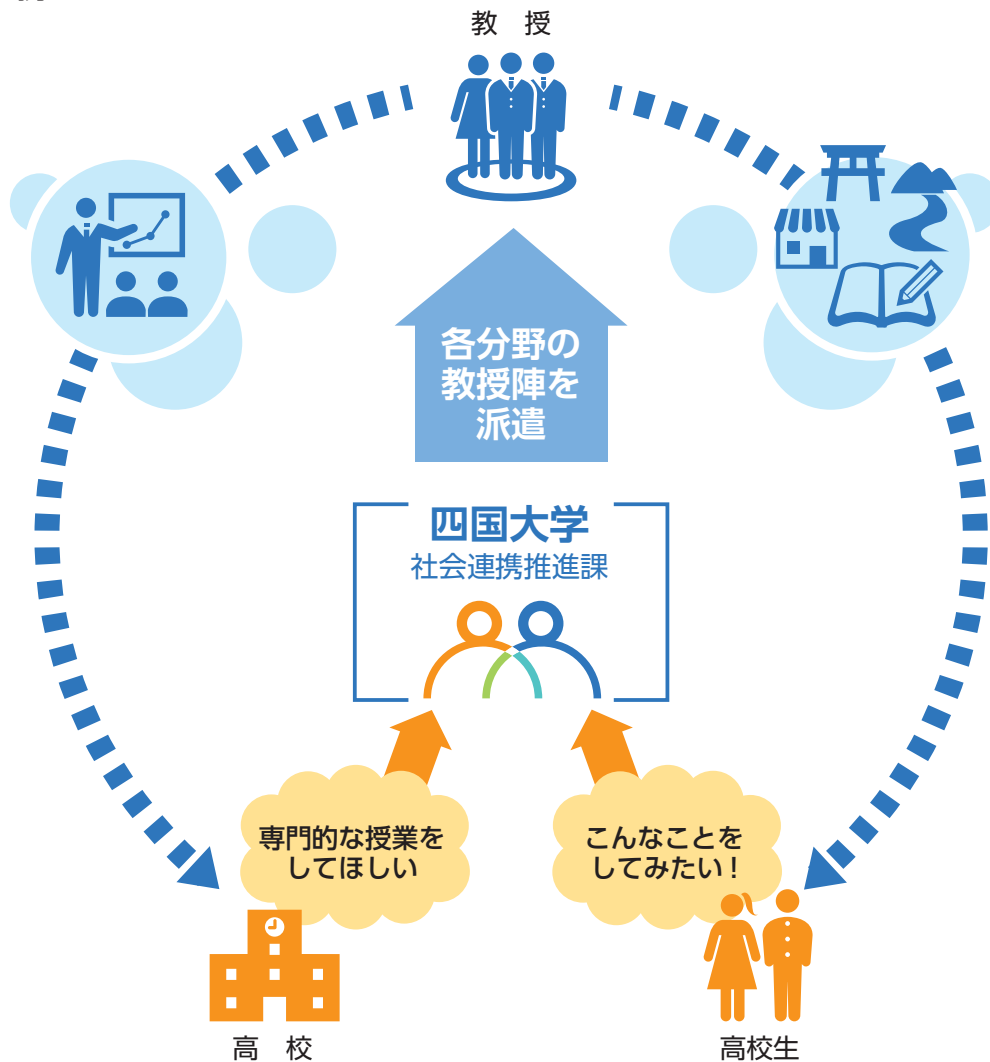 教 授
各分野の
教授陣を
派遣
四国大学
社会連携推進課
専門的な授業を
してほしい
こんなことを
してみたい!
高 校
高校生